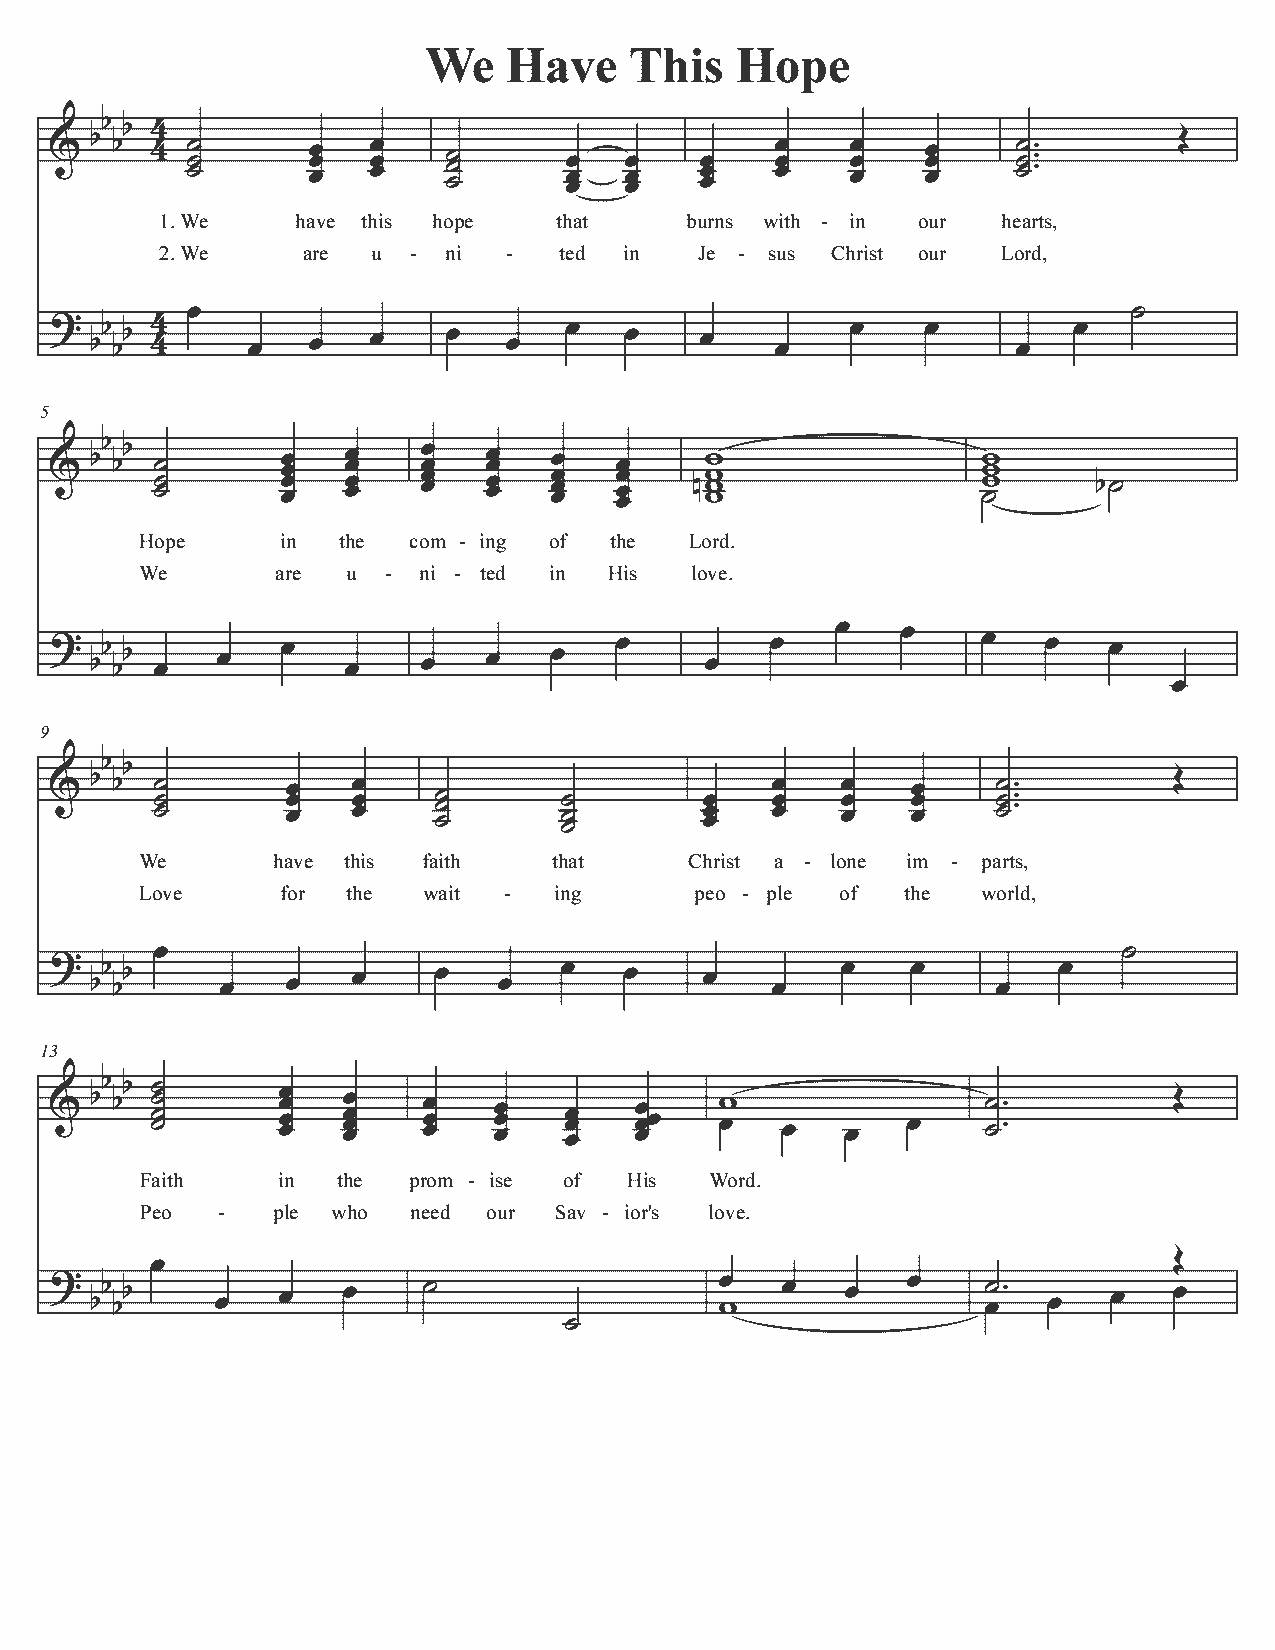 We Have This Hope
1. We have this hope that burns with - in our hearts,
2. We are u - ni - ted in Je - sus Christ our Lord,
5
Hope in the com - ing of the Lord.
We are u - ni - ted in His love.
9
We have this faith that Christ a - lone im - parts,
Love for the wait - ing peo - ple of the world,
13
Faith in the prom - ise of His Word.
Peo - ple who need our Sav - ior's love.